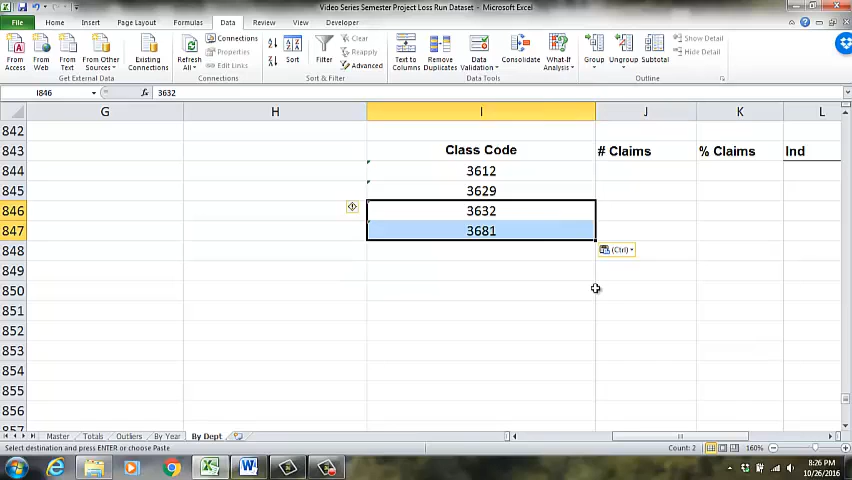 Video Series Semester Project Loss Run Dataset - Microsoft Excel
File Home Insert Page Layout Formulas Data Review View Developer
From Access
From Web
From Text
From Other Sources
Existing Connections
Refresh All
Connections
Properties
Edit Links
Sort
Filter
Clear
Reapply
Advanced
Text to Columns
Remove Duplicates
Data Validation
Consolidate
What-If Analysis
Group
Ungroup
Subtotal
Show Detail
Hide Detail
Get External Data Connections Sort & Filter Data Tools Outline
I846 fx 3632
G H I J K L
842
843 Class Code # Claims % Claims Ind
844 3612
845 3629
846 3632
847 3681
848 (Ctrl)
849
850
851
852
853
854
855
856
857
Master Totals Outliers By Year By Dept
Select destination and press ENTER or choose Paste Count: 2 160%
8:26 PM
10/26/2016